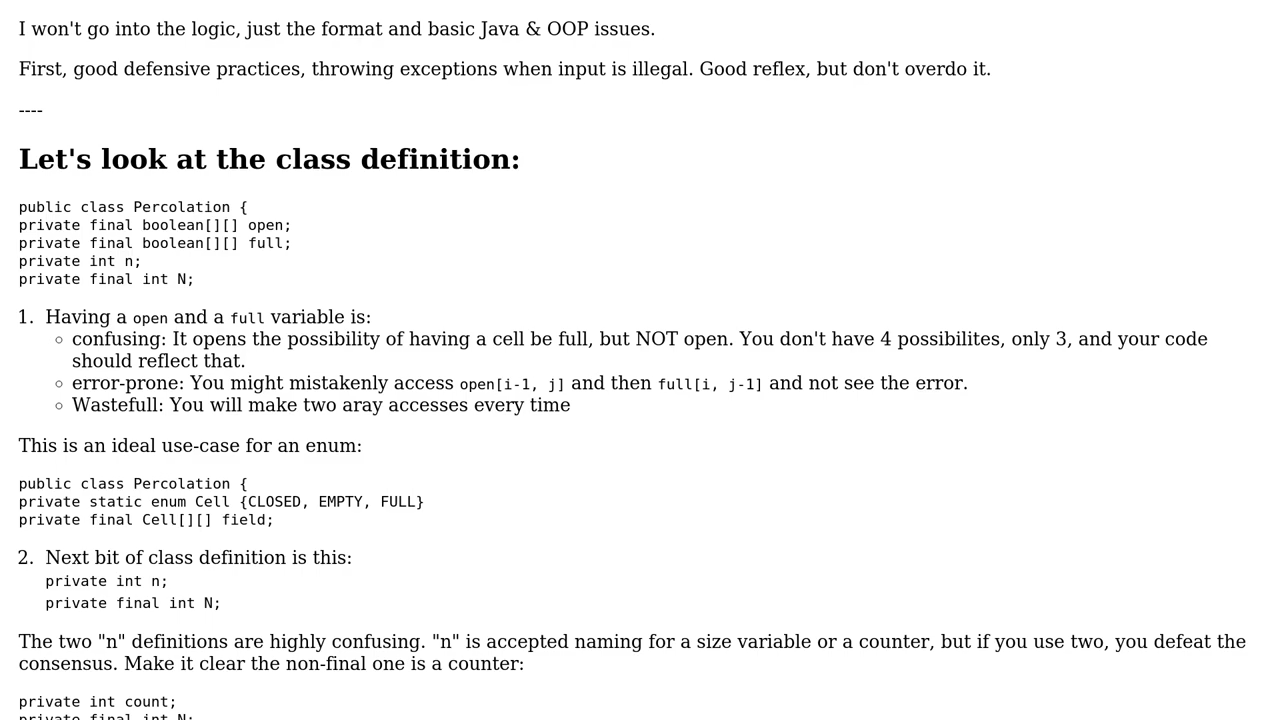 I won't go into the logic, just the format and basic Java & OOP issues.
First, good defensive practices, throwing exceptions when input is illegal. Good reflex, but don't overdo it.
----
Let's look at the class definition:
public class Percolation {
private final boolean[][] open;
private final boolean[][] full;
private int n;
private final int N;
1. Having a open and a full variable is:
◦ confusing: It opens the possibility of having a cell be full, but NOT open. You don't have 4 possibilites, only 3, and your code
should reflect that.
◦ error-prone: You might mistakenly access open[i-1, j] and then full[i, j-1] and not see the error.
◦ Wastefull: You will make two aray accesses every time
This is an ideal use-case for an enum:
public class Percolation {
private static enum Cell {CLOSED, EMPTY, FULL}
private final Cell[][] field;
2. Next bit of class definition is this:
private int n;
private final int N;
The two "n" definitions are highly confusing. "n" is accepted naming for a size variable or a counter, but if you use two, you defeat the
consensus. Make it clear the non-final one is a counter:
private int count;
private final int N;